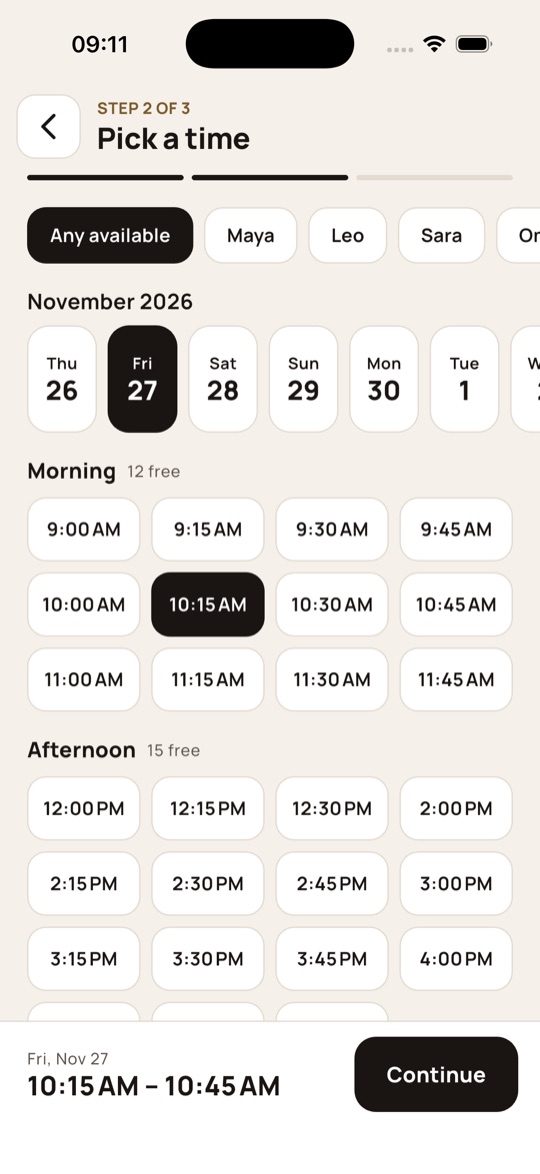 09:11
STEP 2 OF 3
Pick a time
Any available Maya Leo Sara
November 2026
Thu Fri Sat Sun Mon Tue
26 27 28 29 30 1
Morning 12 free
9:00 AM 9:15 AM 9:30 AM 9:45 AM
10:00 AM 10:15 AM 10:30 AM 10:45 AM
11:00 AM 11:15 AM 11:30 AM 11:45 AM
Afternoon 15 free
12:00 PM 12:15 PM 12:30 PM 2:00 PM
2:15 PM 2:30 PM 2:45 PM 3:00 PM
3:15 PM 3:30 PM 3:45 PM 4:00 PM
Fri, Nov 27
10:15 AM – 10:45 AM
Continue